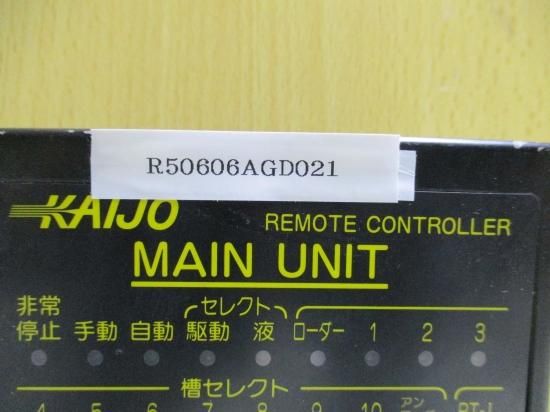 R50606AGD021
KAIJO REMOTE CONTROLLER
MAIN UNIT
非常 セレクト
停止 手動 自動 駆動 液 ローダー 1 2 3
槽セレクト
4 5 6 7 8 9 10 アン